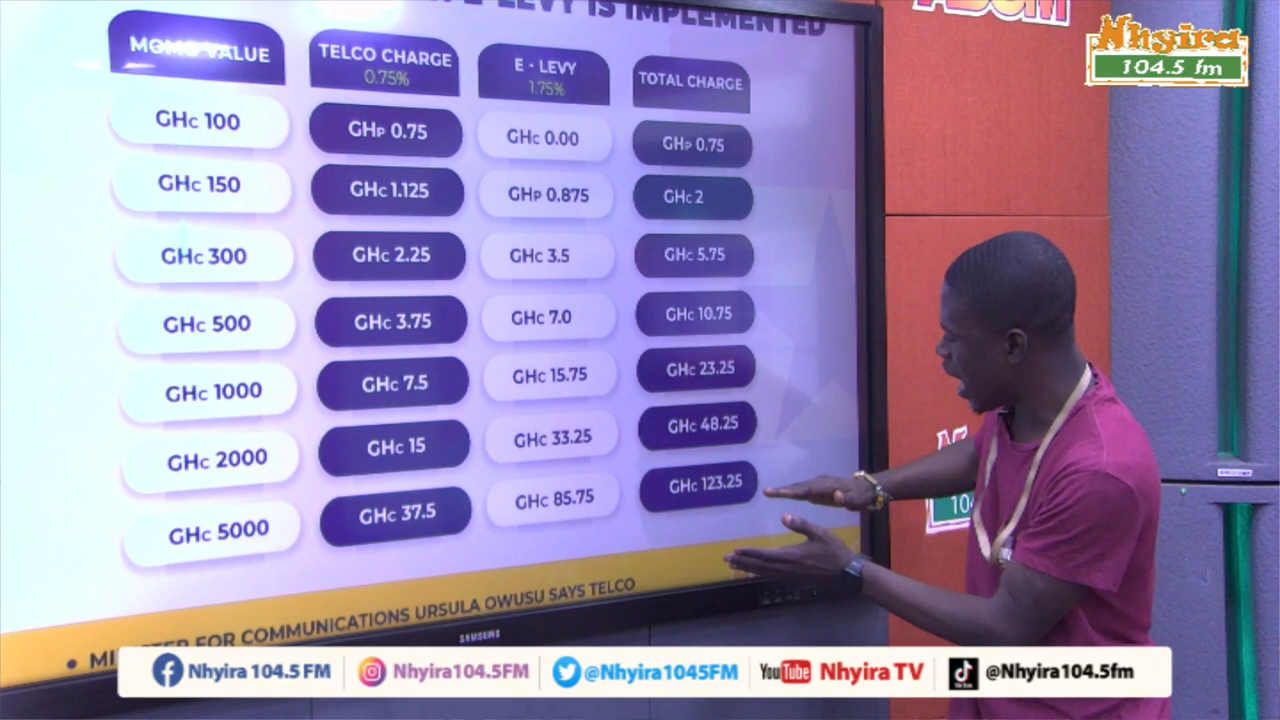 E-LEVY IS IMPLEMENTED
MOMO VALUE TELCO CHARGE 0.75% E - LEVY 1.75% TOTAL CHARGE
GHC 100 GHP 0.75 GHC 0.00 GHP 0.75
GHC 150 GHC 1.125 GHP 0.875 GHC 2
GHC 300 GHC 2.25 GHC 3.5 GHC 5.75
GHC 500 GHC 3.75 GHC 7.0 GHC 10.75
GHC 1000 GHC 7.5 GHC 15.75 GHC 23.25
GHC 2000 GHC 15 GHC 33.25 GHC 48.25
GHC 5000 GHC 37.5 GHC 85.75 GHC 123.25
FOR COMMUNICATIONS URSULA OWUSU SAYS TELCO
SAMSUNG
Nhyira
104.5 fm
Nhyira 104.5 FM Nhyira104.5FM @Nhyira1045FM YouTube Nhyira TV @Nhyira104.5fm